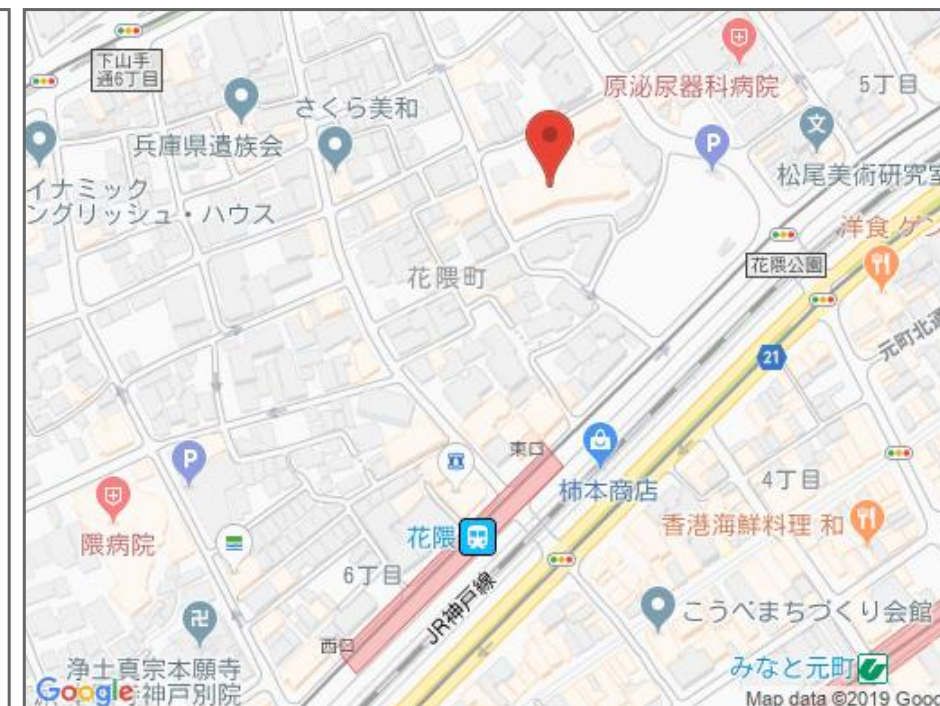 下山手
通6丁目
原泌尿器科病院
5丁目
さくら美和
兵庫県遺族会
松尾美術研究室
イナミック
ングリッシュ・ハウス
洋食 ゲン
花隈公園
花隈町
元町北通
21
東口
柿本商店
4丁目
香港海鮮料理 和
隈病院
花隈
6丁目
JR神戸線
こうべまちづくり会館
西口
浄土真宗本願寺
神戸別院
みなと元町
Google
Map data ©2019 Goo
P
P
文